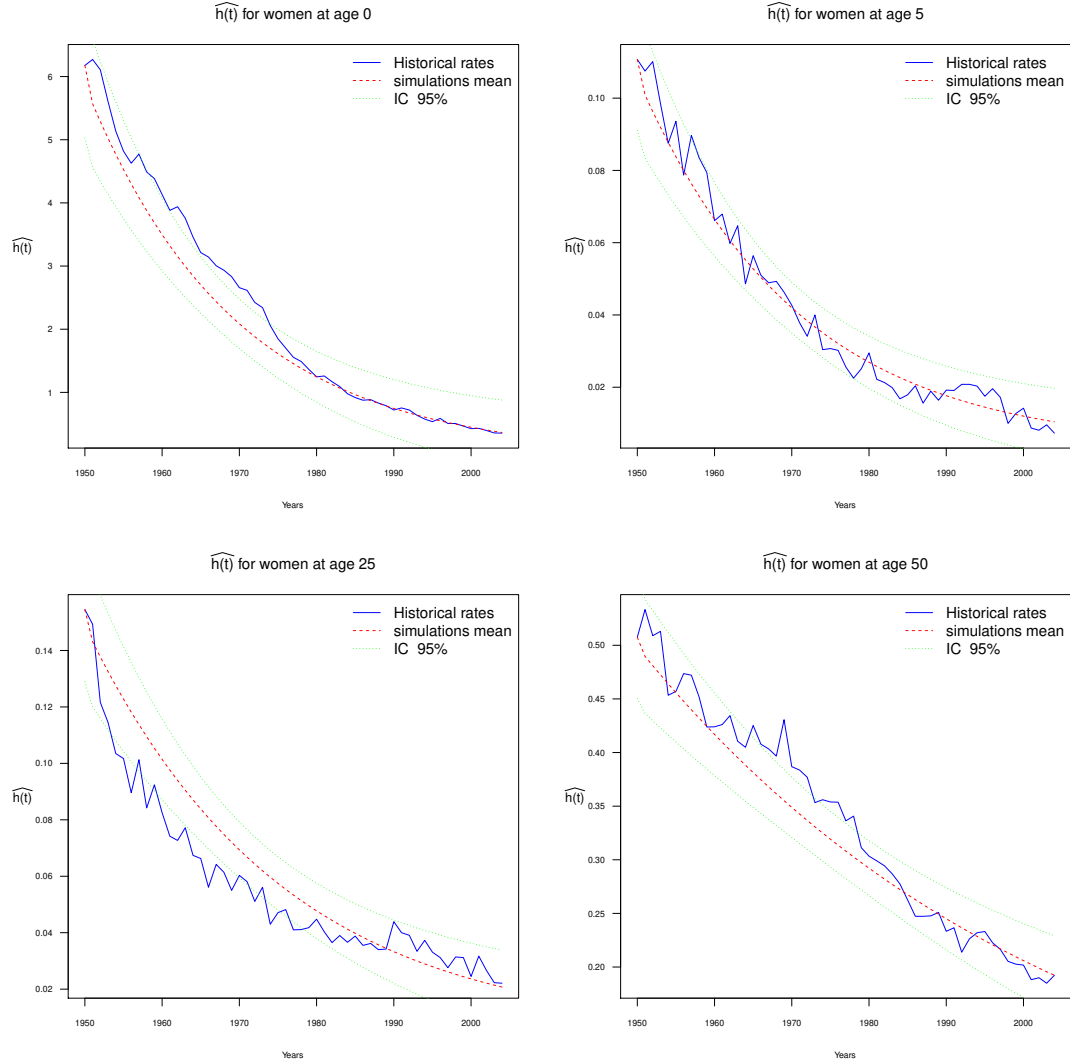 h(t) for women at age 0
Historical rates
simulations mean
IC 95%
6
5
4
3
2
1
h(t)
1950 1960 1970 1980 1990 2000
Years
h(t) for women at age 5
Historical rates
simulations mean
IC 95%
0.10
0.08
0.06
0.04
0.02
h(t)
1950 1960 1970 1980 1990 2000
Years
h(t) for women at age 25
Historical rates
simulations mean
IC 95%
0.14
0.12
0.10
0.08
0.06
0.04
0.02
h(t)
1950 1960 1970 1980 1990 2000
Years
h(t) for women at age 50
Historical rates
simulations mean
IC 95%
0.50
0.45
0.40
0.35
0.30
0.25
0.20
h(t)
1950 1960 1970 1980 1990 2000
Years